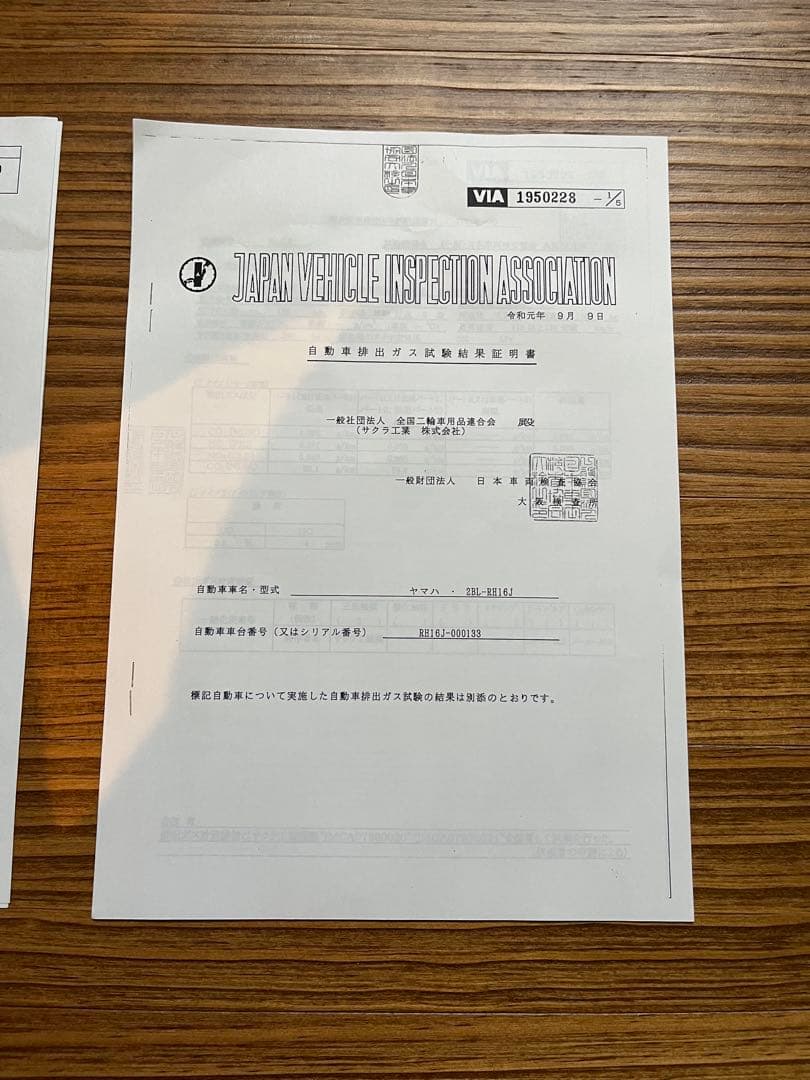 VIA 1950228 -1/5
JAPAN VEHICLE INSPECTION ASSOCIATION
令和元年 9月 9日
自動車排出ガス試験結果証明書
一般社団法人 全国二輪車用品連合会 殿
(サクラ工業 株式会社)
一般財団法人 日本車両検査協会
大阪検査所
自動車車名・型式 ヤマハ ・ 2BL-RH16J
自動車車台番号(又はシリアル番号) RH16J-000133
標記自動車について実施した自動車排出ガス試験の結果は別添のとおりです。